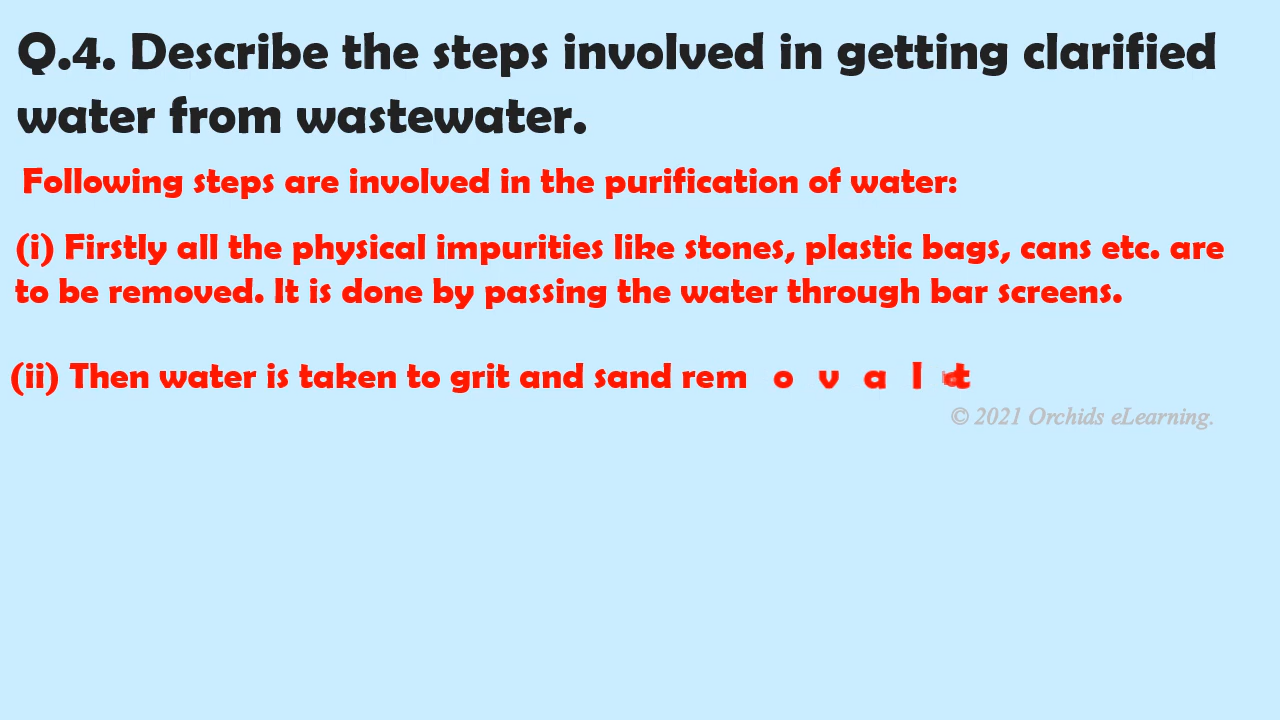 Q.4. Describe the steps involved in getting clarified
water from wastewater.
Following steps are involved in the purification of water:
(i) Firstly all the physical impurities like stones, plastic bags, cans etc. are
to be removed. It is done by passing the water through bar screens.
(ii) Then water is taken to grit and sand removal
© 2021 Orchids eLearning.